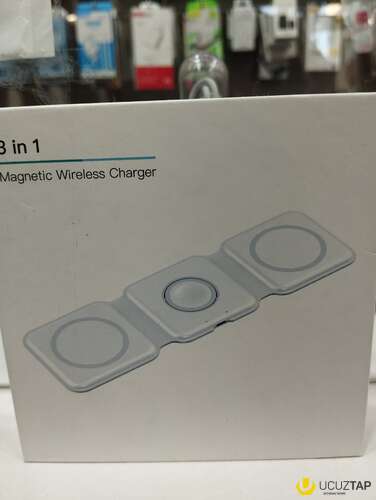 3 in 1
Magnetic Wireless Charger
UCUZTAP